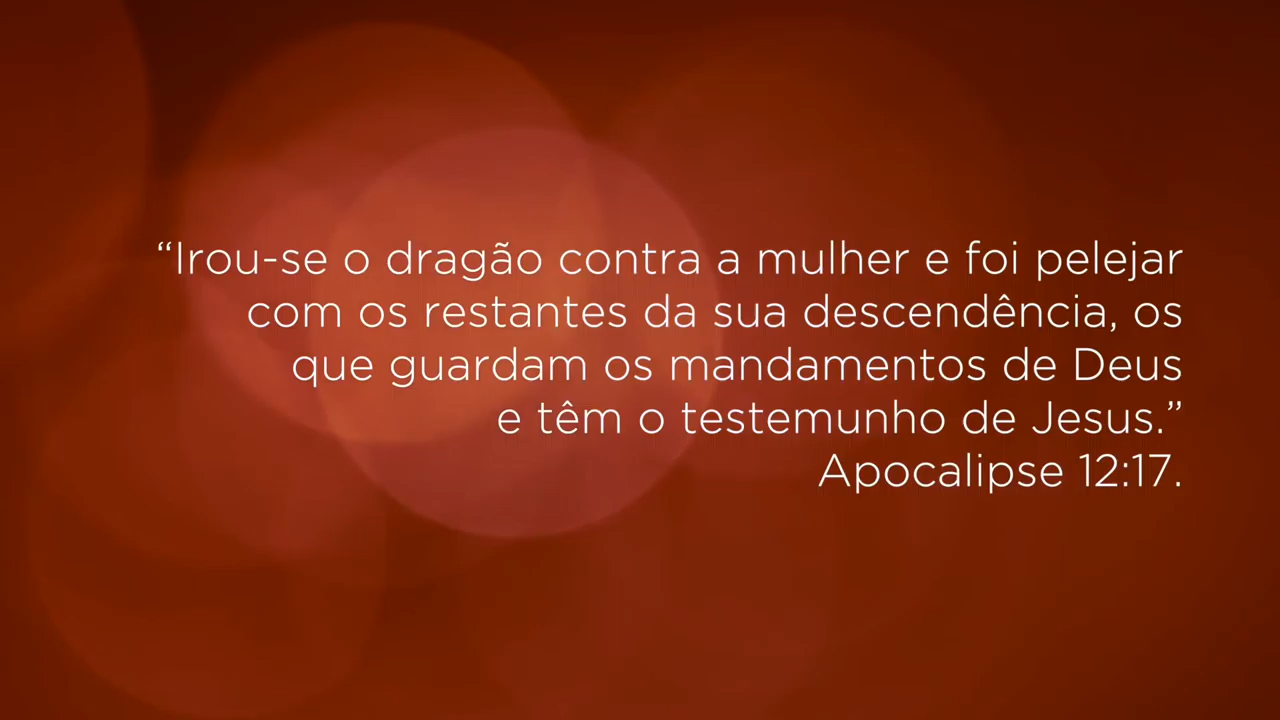 “Irou-se o dragão contra a mulher e foi pelejar
com os restantes da sua descendência, os
que guardam os mandamentos de Deus
e têm o testemunho de Jesus.”
Apocalipse 12:17.